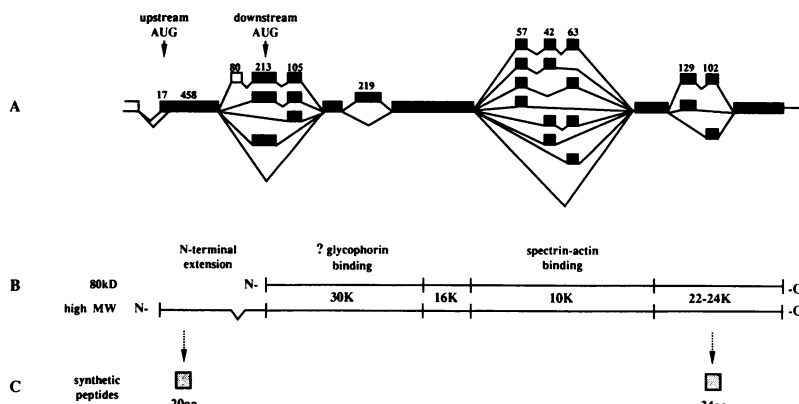 upstream AUG
downstream AUG
57 42 63
80 213 105
219
129 102
17 458
A
N-terminal extension
? glycophorin binding
spectrin-actin binding
B
80kD
N-
-C
30K 16K 10K 22-24K
high MW
N-
-C
C
synthetic peptides